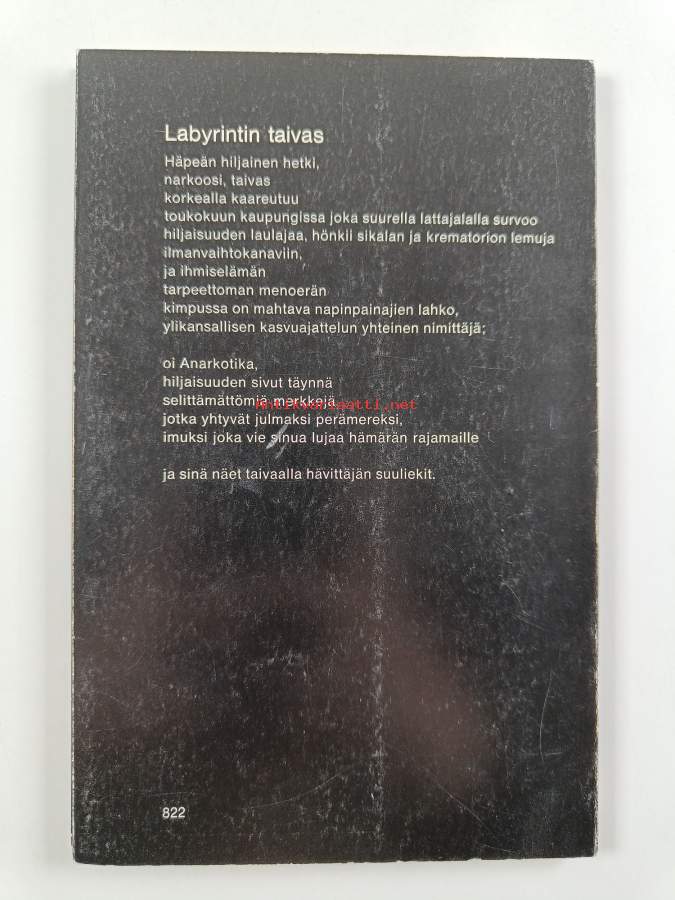 Labyrintin taivas
Häpeän hiljainen hetki,
narkoosi, taivas
korkealla kaareutuu
toukokuun kaupungissa joka suurella lattajalalla survoo
hiljaisuuden laulajaa, hönkii sikalan ja krematorion lemuja
ilmanvaihtokanaviin,
ja ihmiselämän
tarpeettoman menoerän
kimpussa on mahtava napinpainajien lahko,
ylikansallisen kasvuajattelun yhteinen nimittäjä;
oi Anarkotika,
hiljaisuuden sivut täynnä
selittämättömiä merkkejä
Antikvariaatti.net
jotka yhtyvät julmaksi perämereksi,
imuksi joka vie sinua lujaa hämärän rajamaille
ja sinä näet taivaalla hävittäjän suuliekit.
822